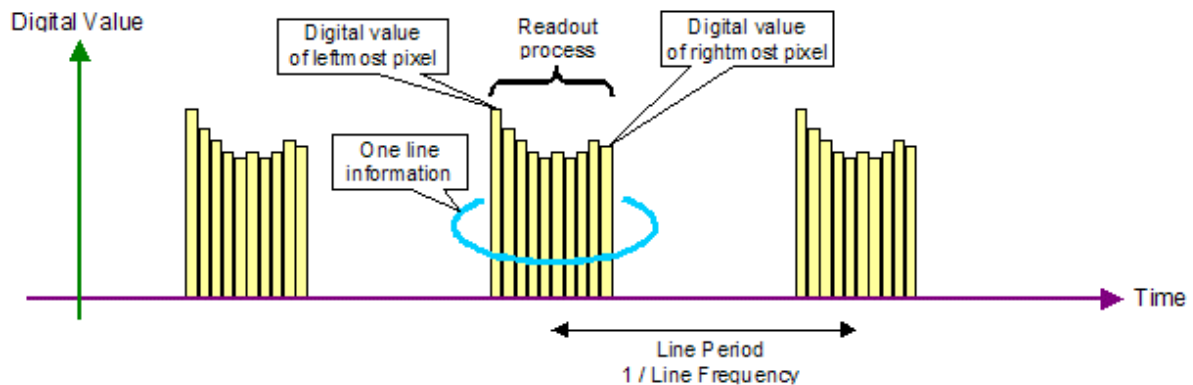 Digital Value
Digital value
of leftmost pixel
Readout
process
Digital value
of rightmost pixel
One line
information
Time
Line Period
1 / Line Frequency